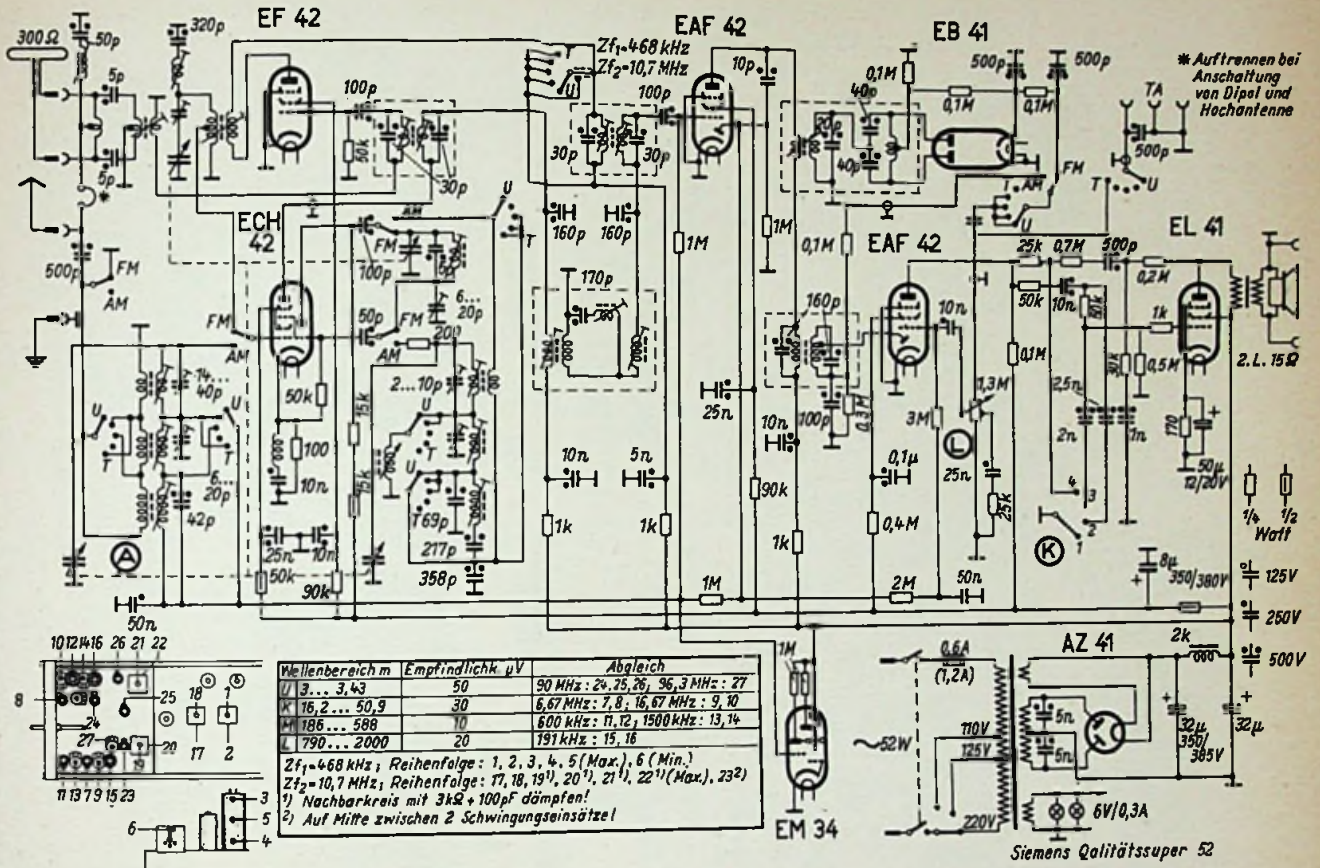 EF 42
EAF 42
EB 41
300Ω
50p
320p
5p
5p
100p
50k
30p
T
U
Zf₁=468 kHz
Zf₂=10,7 MHz
100p
30p
30p
10p
0,1M
40p
40p
0,1M
500p
500p
0,1M
TA
500p
* Auftrennen bei
Anschaltung
von Dipol und
Hochantenne
*
500p
FM
AM
ECH
42
FM
AM
AM
FM
100p
5p
U
T
160p
160p
1M
1M
0,1M
T
AM
FM
U
T
U
EAF 42
EL 41
25k
0,7M
500p
0,2M
50k
10n
50k
1k
0,5M
30k
2.L. 15Ω
50p
FM
AM
6...
20p
20p
170p
14...
40p
U
T
U
T
6...
20p
42p
A
50k
100
10n
15k
15k
2...10p
U
T
U
T
69p
217p
358p
25n
10n
50k
90k
50n
10n
5n
1k
1k
25n
90k
160p
100p
0,3M
10n
1k
10n
1,3M
3M
L
25n
25k
0,1µ
0,4M
0,1M
2,5n
2n
1n
4
3
2
1
K
170
50µ
12/20V
1/4
1/2
Watt
1M
2M
50n
8µ
350/380V
125V
250V
500V
10 12 14 16 26 21 22
8
25
18
1
24
27
20
17
2
11 13 7 9 15 23
3
6
5
4
Wellenbereich m Empfindlichk. µV Abgleich
U 3... 3,43 50 90 MHz: 24,25,26; 96,3 MHz: 27
K 16,2... 50,9 30 6,67 MHz: 7,8; 16,67 MHz: 9,10
M 186... 588 10 600 kHz: 11,12; 1500 kHz: 13,14
L 790... 2000 20 191 kHz: 15,16
Zf₁=468 kHz; Reihenfolge: 1, 2, 3, 4, 5 (Max.), 6 (Min.)
Zf₂=10,7 MHz; Reihenfolge: 17, 18, 19¹⁾, 20¹⁾, 21¹⁾, 22¹⁾ (Max.), 23²⁾
1) Nachbarkreis mit 3kΩ + 100pF dämpfen!
2) Auf Mitte zwischen 2 Schwingungseinsätze!
1M
EM 34
0,6A
(1,2A)
~52W
110V
125V
220V
AZ 41
5n
5n
2k
32µ
350/
385V
32µ
6V/0,3A
Siemens Qalitätssuper 52